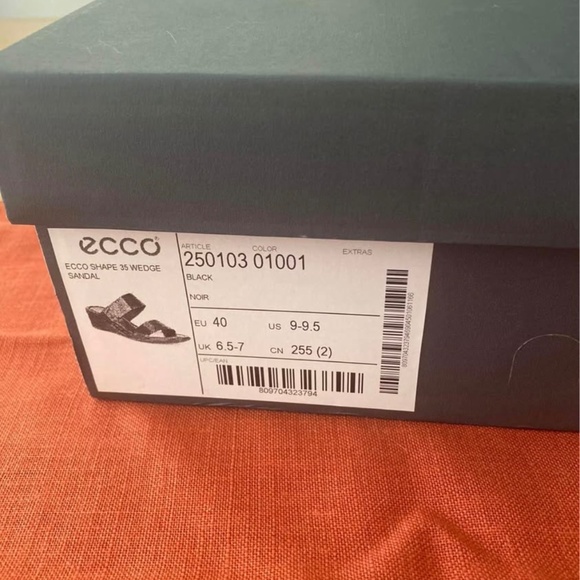 ecco
ECCO SHAPE 35 WEDGE
SANDAL
ARTICLE COLOR EXTRAS
250103 01001
BLACK
NOIR
EU 40 US 9-9.5
UK 6.5-7 CN 255 (2)
UPC/EAN
809704323794